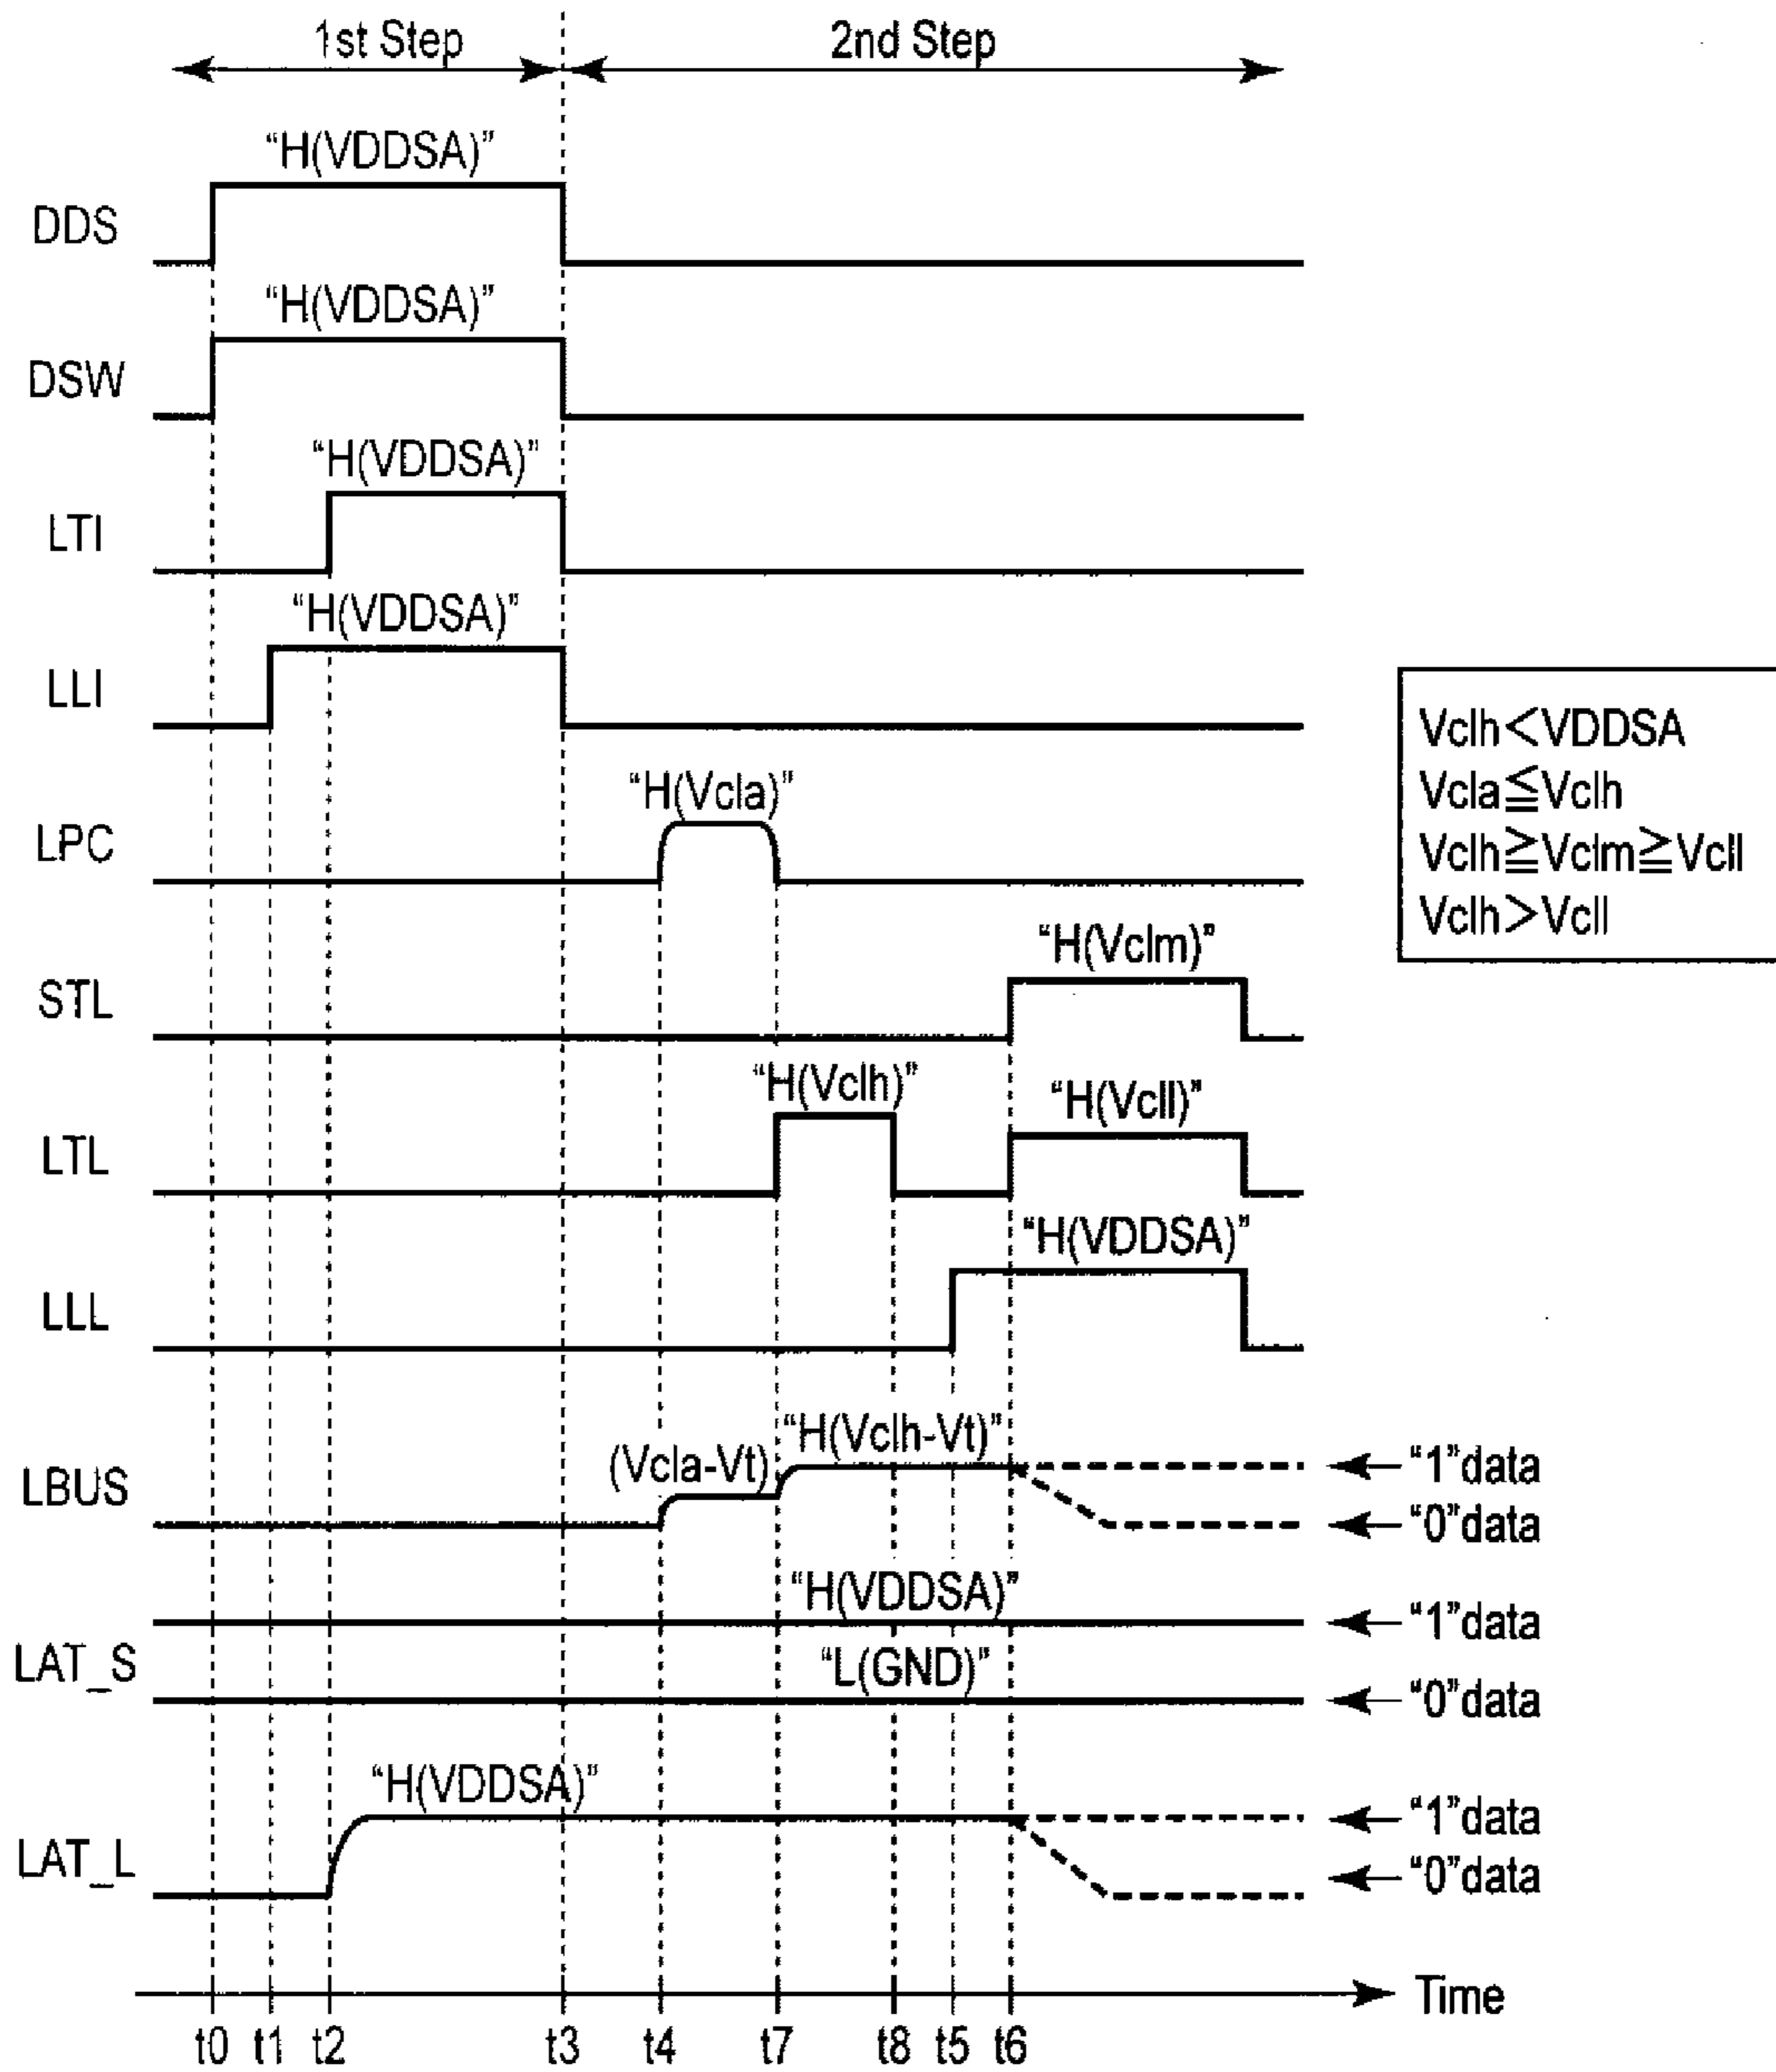 1st Step 2nd Step
"H(VDDSA)"
DDS
"H(VDDSA)"
DSW
"H(VDDSA)"
LTI
"H(VDDSA)"
LLI
Vclh<VDDSA
Vcla≦Vclh
Vclh≧Vclm≧Vcll
Vclh>Vcll
"H(Vcla)"
LPC
"H(Vclm)"
STL
"H(Vclh)" "H(Vcll)"
LTL
"H(VDDSA)"
LLL
(Vcla-Vt) "H(Vclh-Vt)"
LBUS
"1"data
"0"data
"H(VDDSA)"
"1"data
LAT_S
"L(GND)"
"0"data
"H(VDDSA)"
"1"data
LAT_L
"0"data
Time
t0 t1 t2 t3 t4 t7 t8 t5 t6